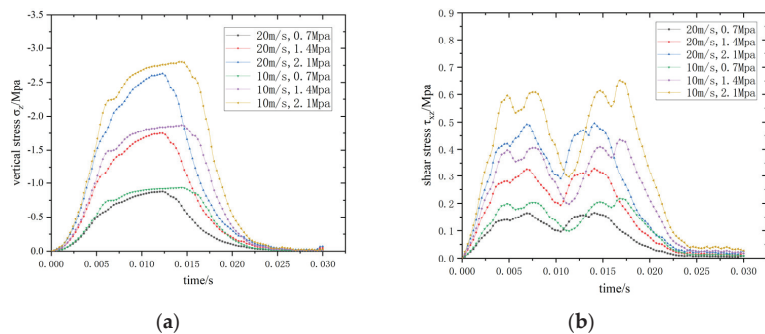 -3.5
-3.0
-2.5
-2.0
-1.5
-1.0
-0.5
0.0
vertical stress σz/Mpa
20m/s,0.7Mpa
20m/s,1.4Mpa
20m/s,2.1Mpa
10m/s,0.7Mpa
10m/s,1.4Mpa
10m/s,2.1Mpa
0.000 0.005 0.010 0.015 0.020 0.025 0.030
time/s
(a)
0.9
0.8
0.7
0.6
0.5
0.4
0.3
0.2
0.1
0.0
shear stress τxz/Mpa
20m/s,0.7Mpa
20m/s,1.4Mpa
20m/s,2.1Mpa
10m/s,0.7Mpa
10m/s,1.4Mpa
10m/s,2.1Mpa
0.000 0.005 0.010 0.015 0.020 0.025 0.030
time/s
(b)